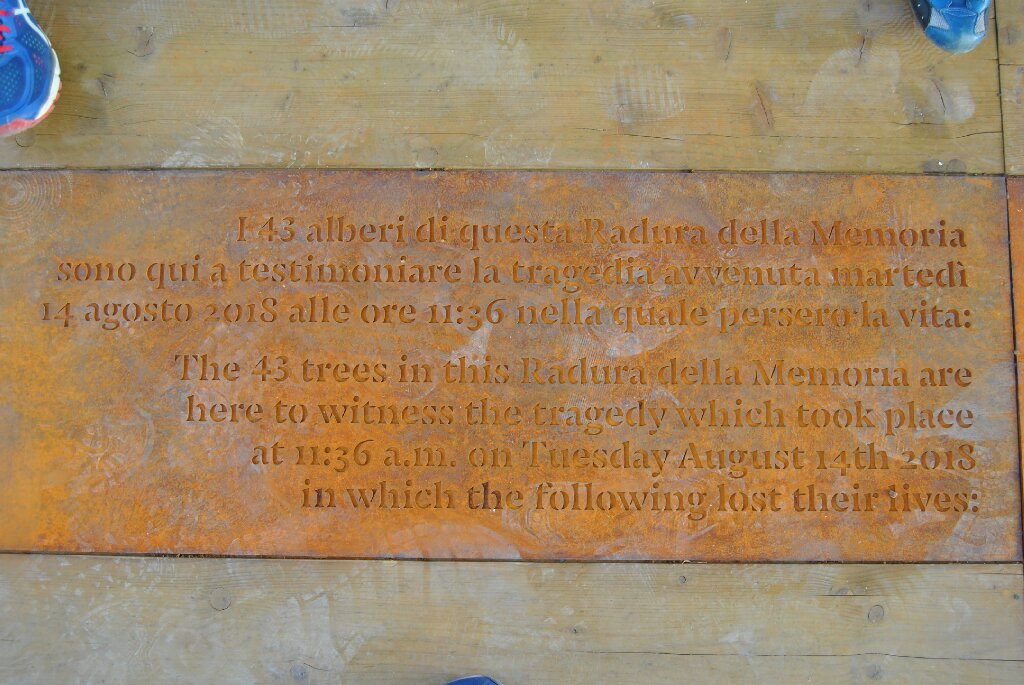 I 43 alberi di questa Radura della Memoria
sono qui a testimoniare la tragedia avvenuta martedì
14 agosto 2018 alle ore 11:36 nella quale persero la vita:
The 43 trees in this Radura della Memoria are
here to witness the tragedy which took place
at 11:36 a.m. on Tuesday August 14th 2018
in which the following lost their lives: